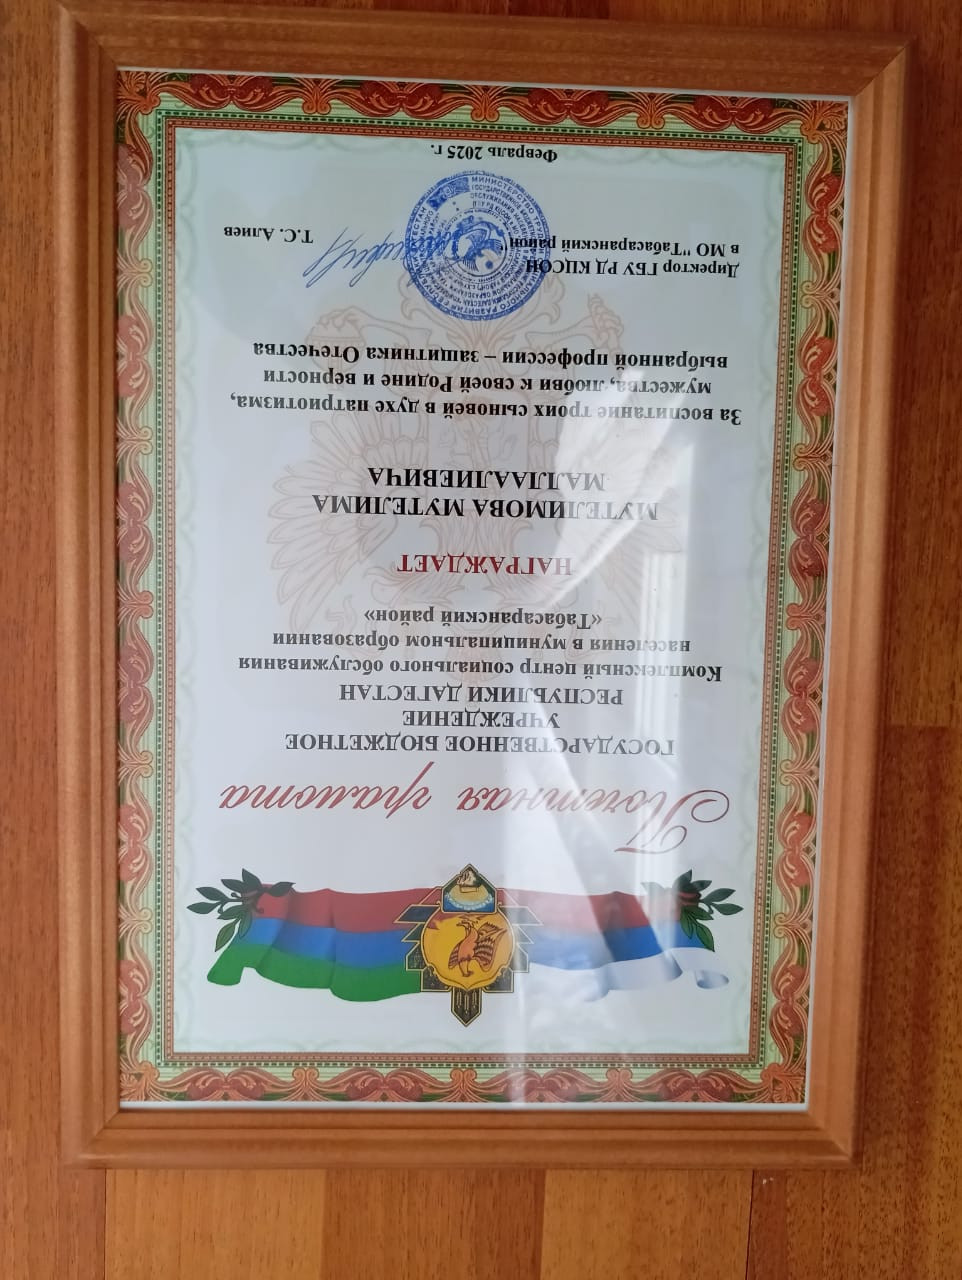 Почетная грамота
ГОСУДАРСТВЕННОЕ БЮДЖЕТНОЕ
УЧРЕЖДЕНИЕ
РЕСПУБЛИКИ ДАГЕСТАН
Комплексный центр социального обслуживания
населения в муниципальном образовании
«Табасаранский район»
НАГРАЖДАЕТ
МУТЕЛИМОВА МУТЕЛИМА
МАЛЛААЛИЕВИЧА
За воспитание троих сыновей в духе патриотизма,
мужества, любви к своей Родине и верности
выбранной профессии – защитника Отечества
Директор ГБУ РД КЦСОН
в МО "Табасаранский район"
Т.С. Алиев
Февраль 2025 г.